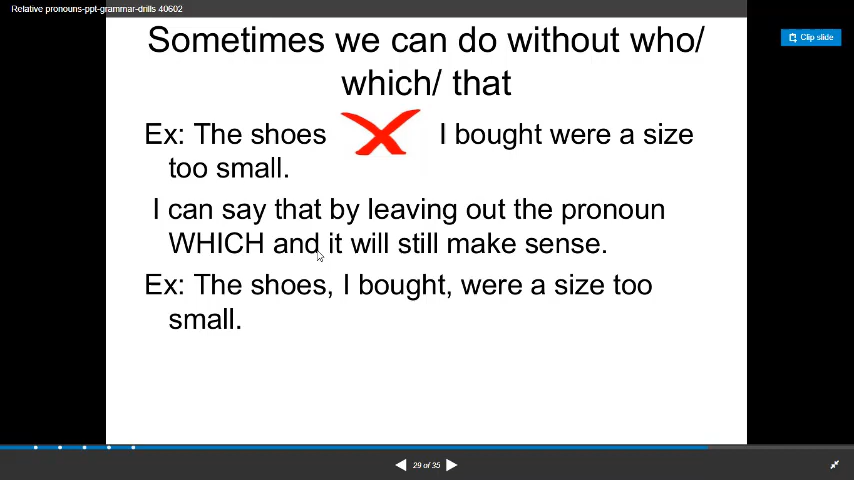 Relative pronouns-ppt-grammar-drills 40602
Clip slide
Sometimes we can do without who/
which/ that
Ex: The shoes I bought were a size
too small.
I can say that by leaving out the pronoun
WHICH and it will still make sense.
Ex: The shoes, I bought, were a size too
small.
29 of 35